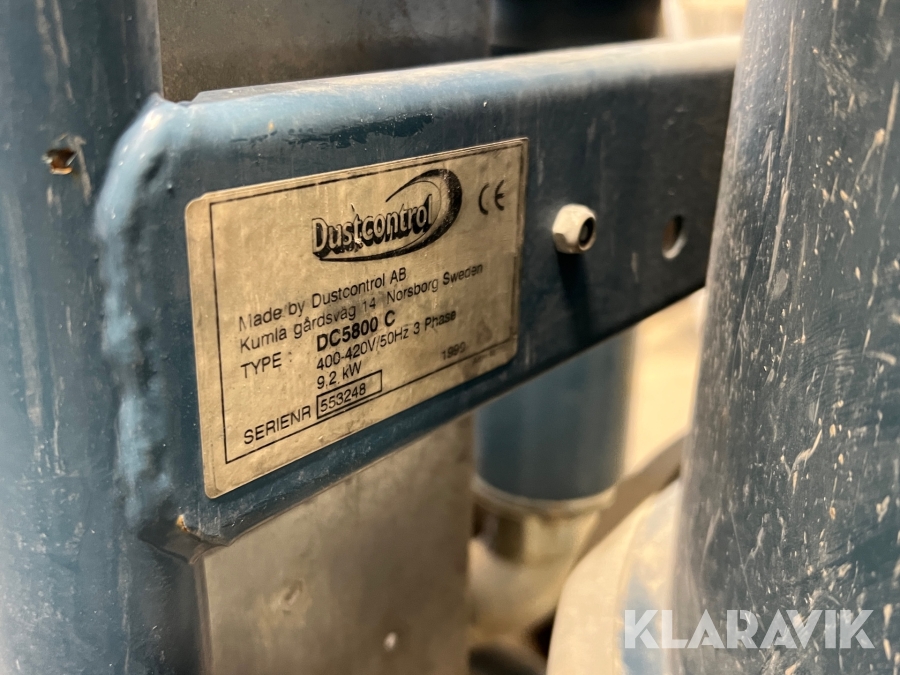 Dustcontrol
CE
Made by Dustcontrol AB
Kumla gårdsväg 14 Norsborg Sweden
TYPE : DC5800 C
400-420V/50Hz 3 Phase
9,2 kW
SERIENR 553248
KLARAVIK